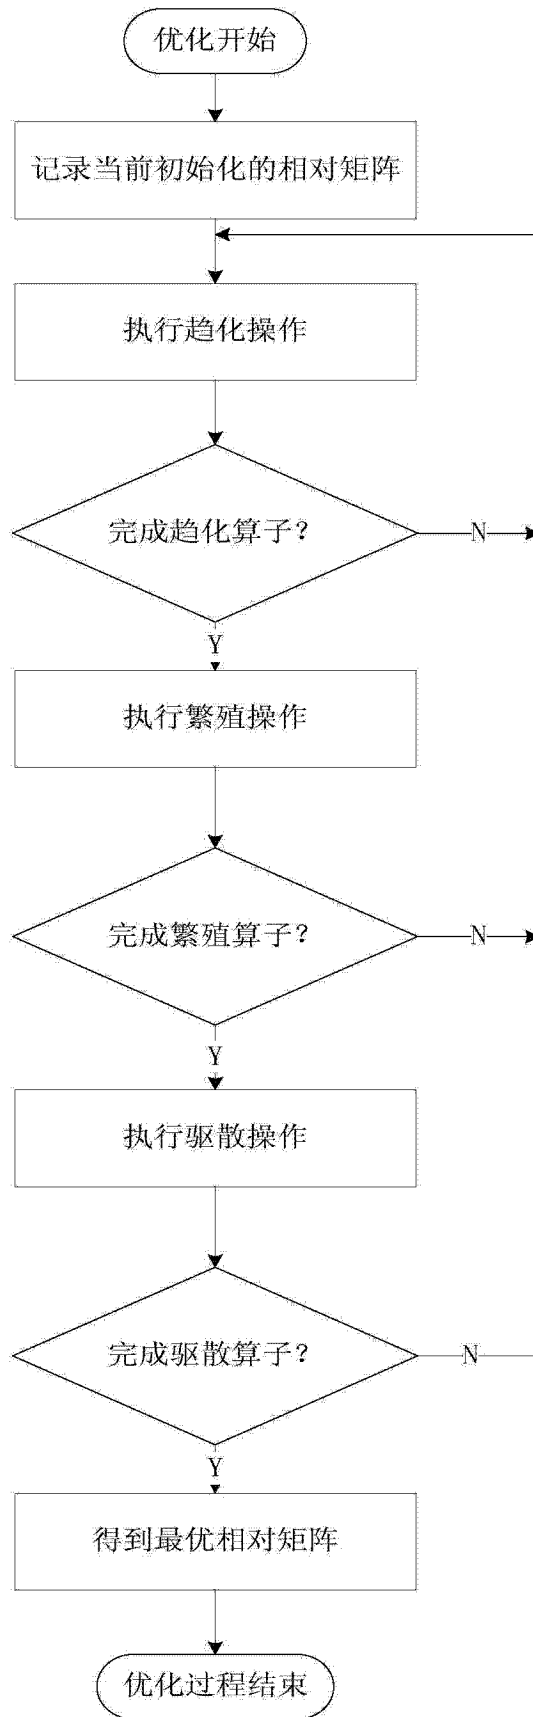 优化开始
记录当前初始化的相对矩阵
执行趋化操作
完成趋化算子？
N
Y
执行繁殖操作
完成繁殖算子？
N
Y
执行驱散操作
完成驱散算子？
N
Y
得到最优相对矩阵
优化过程结束